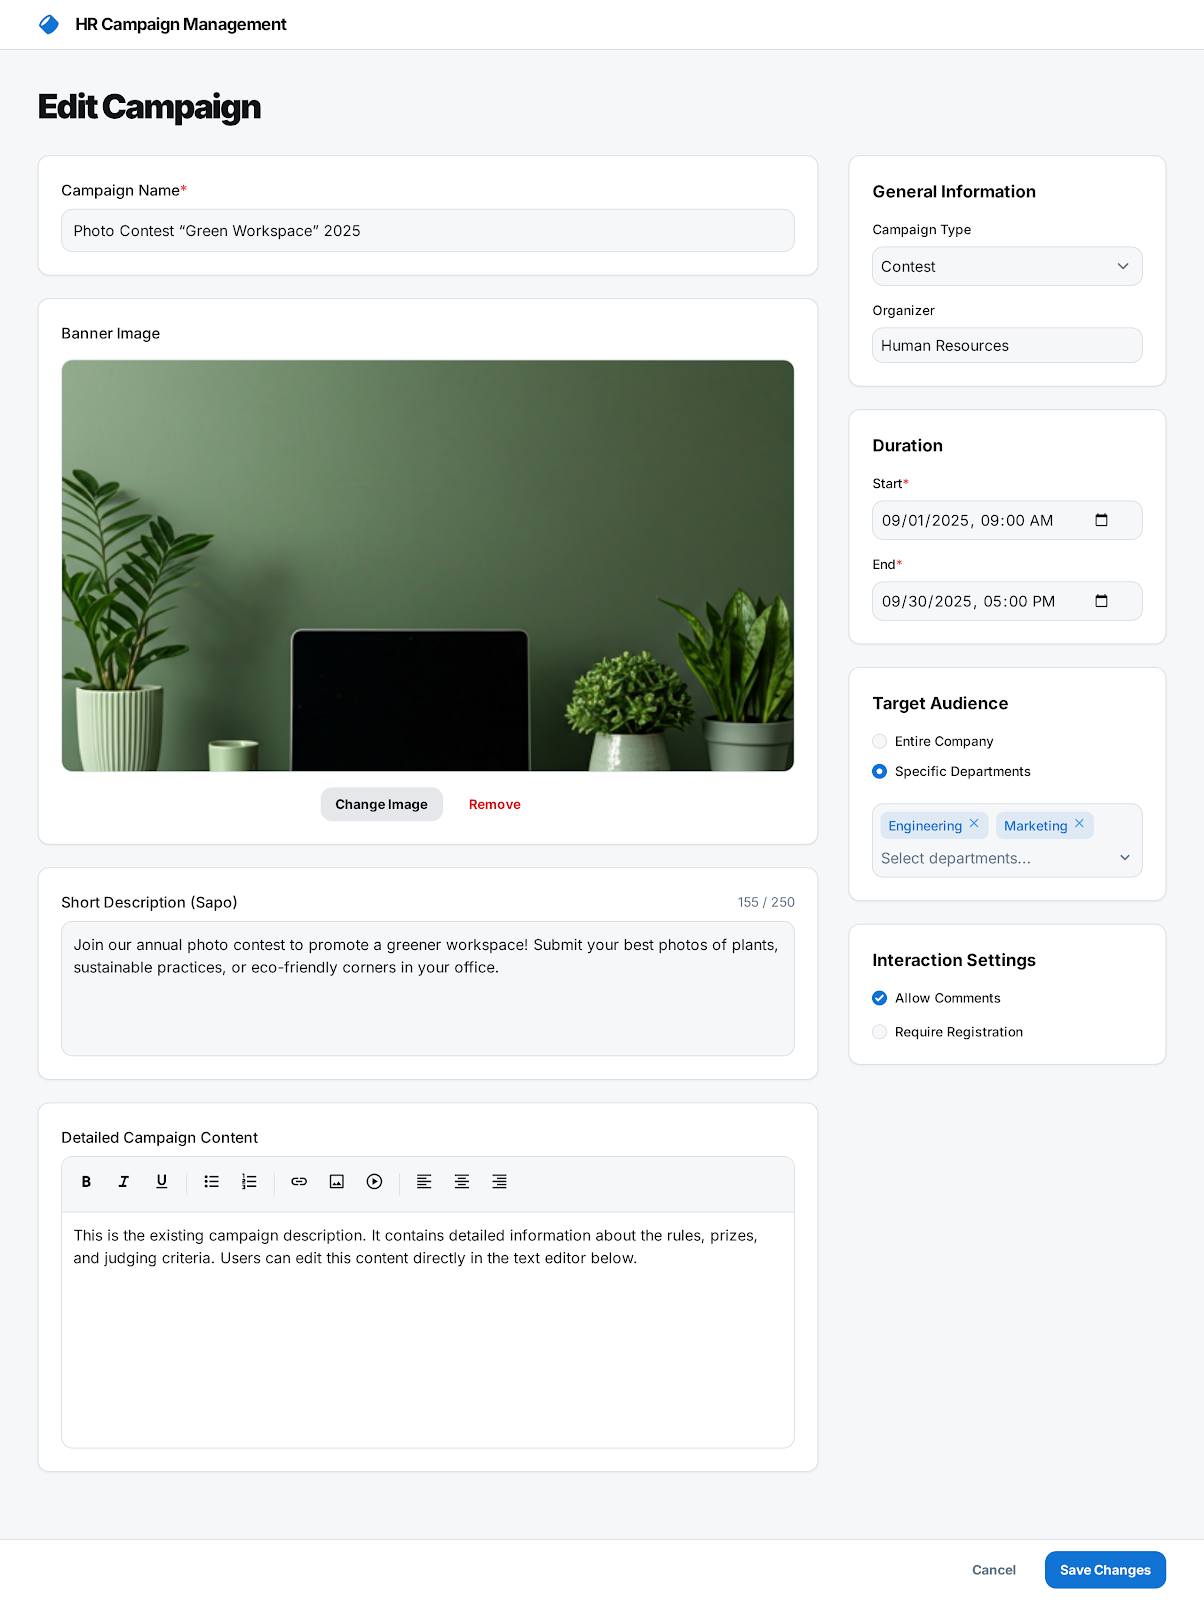 HR Campaign Management
Edit Campaign
Campaign Name*
Photo Contest “Green Workspace” 2025
Banner Image
Change Image
Remove
Short Description (Sapo)
155 / 250
Join our annual photo contest to promote a greener workspace! Submit your best photos of plants,
sustainable practices, or eco-friendly corners in your office.
Detailed Campaign Content
B I U
This is the existing campaign description. It contains detailed information about the rules, prizes,
and judging criteria. Users can edit this content directly in the text editor below.
General Information
Campaign Type
Contest
Organizer
Human Resources
Duration
Start*
09/01/2025, 09:00 AM
End*
09/30/2025, 05:00 PM
Target Audience
Entire Company
Specific Departments
Engineering
Marketing
Select departments...
Interaction Settings
Allow Comments
Require Registration
Cancel
Save Changes